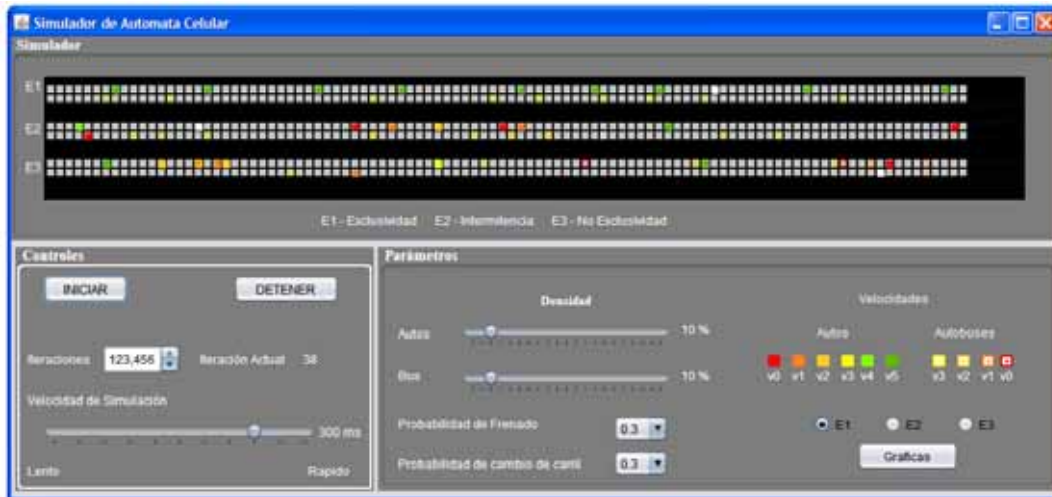 Simulador de Automata Celular
Simulador
E1
E2
E3
E1 - Exclusividad E2 - Intermitencia E3 - No Exclusividad
Controles
INICIAR DETENER
Iteraciones 123,456 Iteración Actual 38
Velocidad de Simulación
300 ms
Lento Rapido
Parámetros
Densidad
Autos 10 %
Bus 10 %
Probabilidad de Frenado 0.3
Probabilidad de cambio de carril 0.3
Velocidades
Autos Autobuses
v0 v1 v2 v3 v4 v5 v3 v2 v1 v0
E1 E2 E3
Graficas